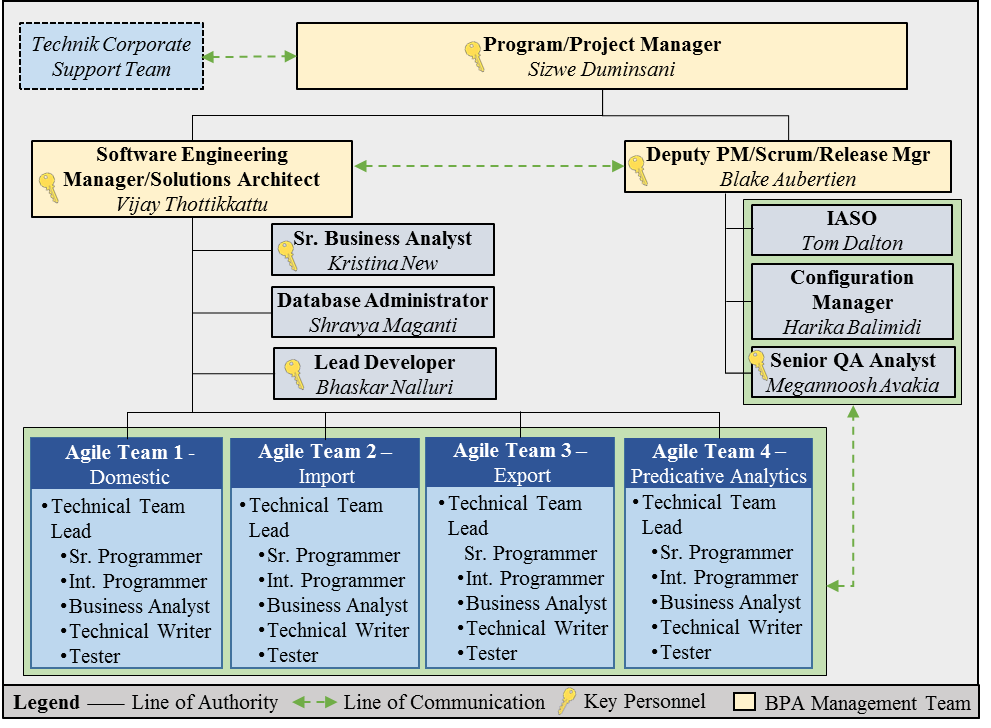 Technik Corporate
Support Team
Program/Project Manager
Sizwe Duminsani
Software Engineering
Manager/Solutions Architect
Vijay Thottikkattu
Deputy PM/Scrum/Release Mgr
Blake Aubertien
Sr. Business Analyst
Kristina New
Database Administrator
Shravya Maganti
Lead Developer
Bhaskar Nalluri
IASO
Tom Dalton
Configuration
Manager
Harika Balimidi
Senior QA Analyst
Megannoosh Avakia
Agile Team 1 -
Domestic
•Technical Team
Lead
•Sr. Programmer
•Int. Programmer
•Business Analyst
•Technical Writer
•Tester
Agile Team 2 –
Import
•Technical Team
Lead
•Sr. Programmer
•Int. Programmer
•Business Analyst
•Technical Writer
•Tester
Agile Team 3 –
Export
•Technical Team
Lead
Sr. Programmer
•Int. Programmer
•Business Analyst
•Technical Writer
•Tester
Agile Team 4 –
Predicative Analytics
•Technical Team
Lead
•Sr. Programmer
•Int. Programmer
•Business Analyst
•Technical Writer
•Tester
Legend Line of Authority Line of Communication Key Personnel BPA Management Team